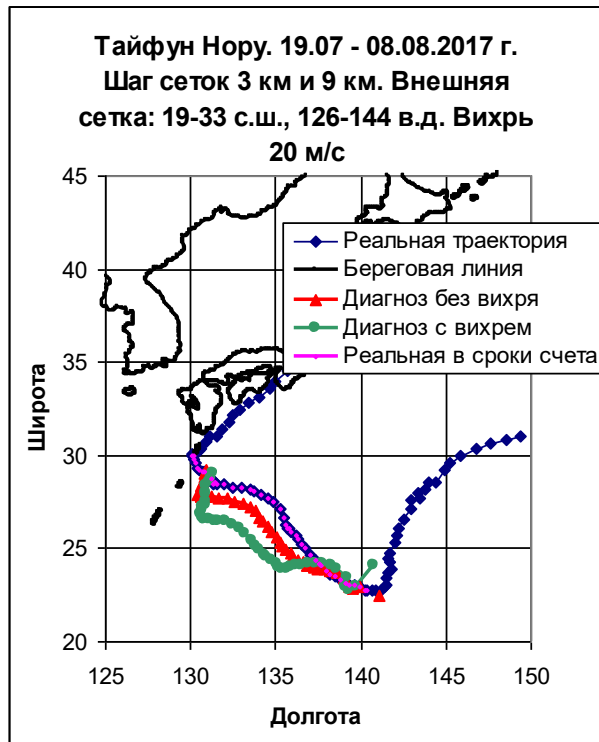 Тайфун Нору. 19.07 - 08.08.2017 г.
Шаг сеток 3 км и 9 км. Внешняя
сетка: 19-33 с.ш., 126-144 в.д. Вихрь
20 м/с
45
40
35
30
25
20
Широта
Реальная траектория
Береговая линия
Диагноз без вихря
Диагноз с вихрем
Реальная в сроки счета
125 130 135 140 145 150
Долгота